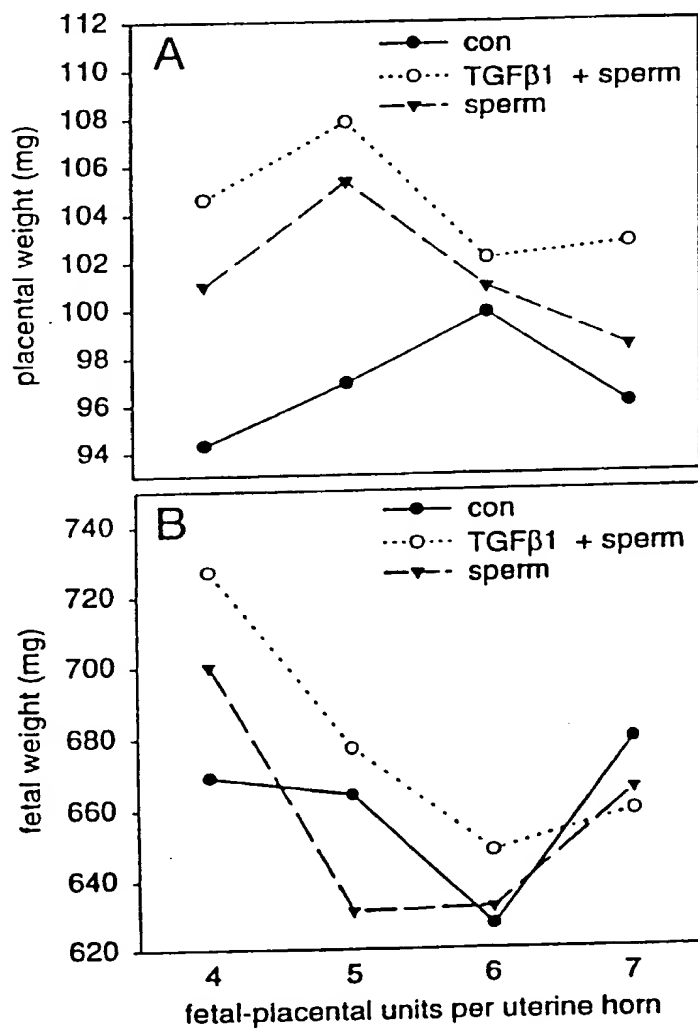 A
con
TGFβ1 + sperm
sperm
placental weight (mg)
112
110
108
106
104
102
100
98
96
94
B
con
TGFβ1 + sperm
sperm
fetal weight (mg)
740
720
700
680
660
640
620
4 5 6 7
fetal-placental units per uterine horn